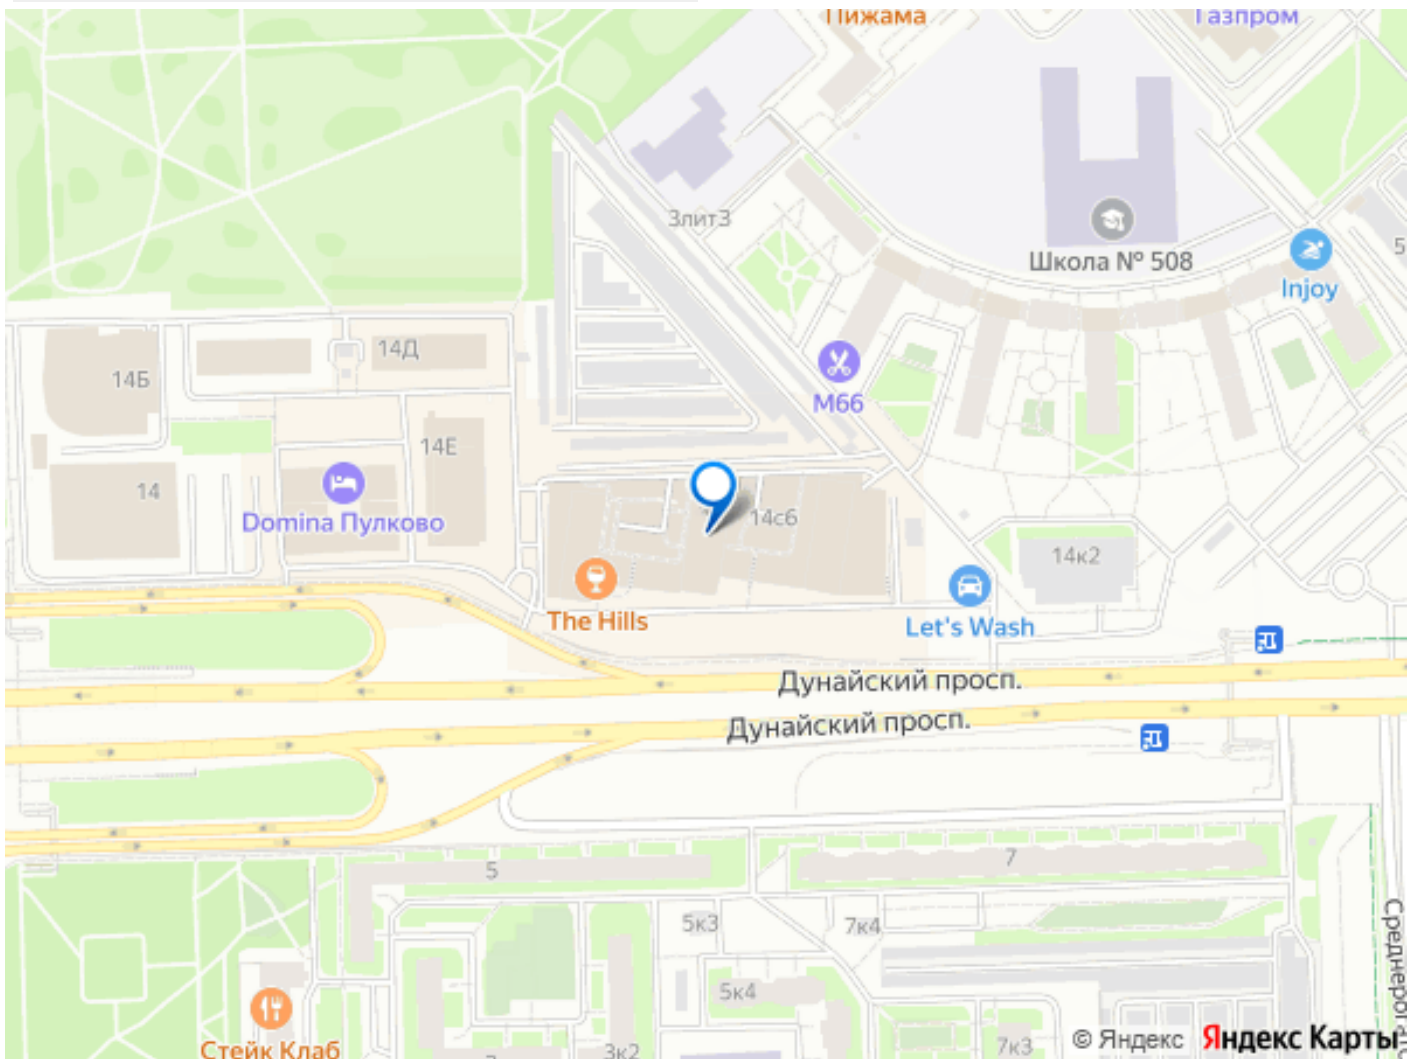 Пижама
Газпром
3лит3
Школа № 508
5
Injoy
14Д
14Б
М66
14Е
14
Domina Пулково
14с6
14к2
The Hills
Let's Wash
Дунайский просп.
Дунайский просп.
5
7
5к3
7к4
5к4
Стейк Клаб
3к2
7к3
© Яндекс Яндекс Карты